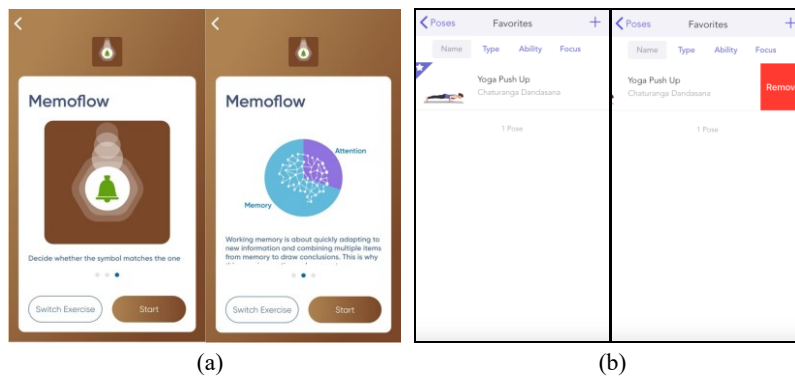 Memoflow
Decide whether the symbol matches the one
Switch Exercise
Start
Memoflow
Attention
Memory
Working memory is about quickly adapting to
new information and combining multiple items
from memory to draw conclusions. This is why
Switch Exercise
Start
(a)
Poses
Favorites
+
Name
Type
Ability
Focus
Yoga Push Up
Chaturanga Dandasana
1 Pose
Poses
Favorites
+
Name
Type
Ability
Focus
Yoga Push Up
Chaturanga Dandasana
Remov
1 Pose
(b)